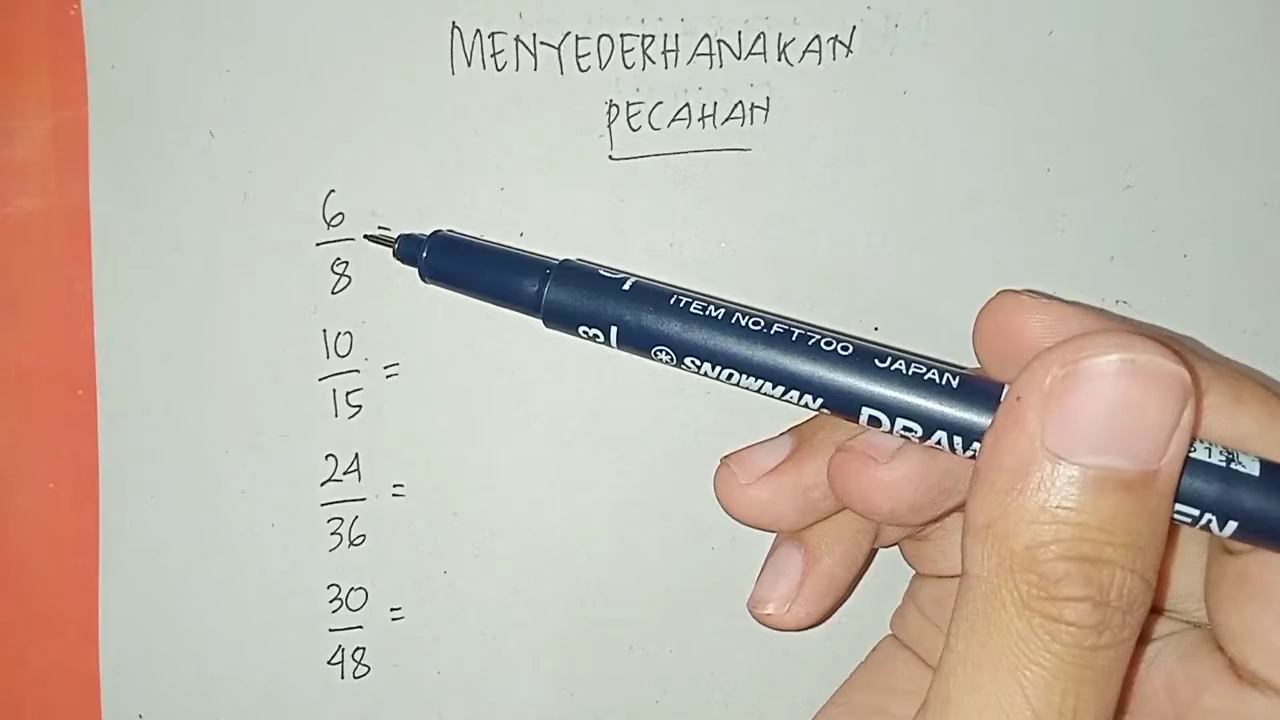 MENYEDERHANAKAN
PECAHAN
6/8 =
10/15 =
24/36 =
30/48 =
ITEM NO.FT700 JAPAN
SNOWMAN